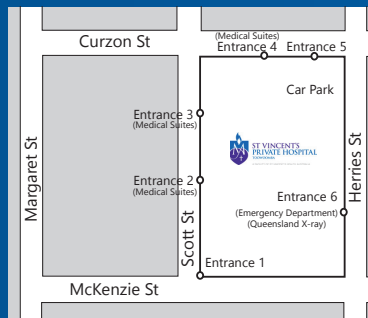 (Medical Suites)
Curzon St
Entrance 4 Entrance 5
Car Park
Entrance 3
(Medical Suites)
ST VINCENT'S
PRIVATE HOSPITAL
TOOWOOMBA
Margaret St
Herries St
Entrance 2
(Medical Suites)
Entrance 6
(Emergency Department)
(Queensland X-ray)
Scott St
Entrance 1
McKenzie St